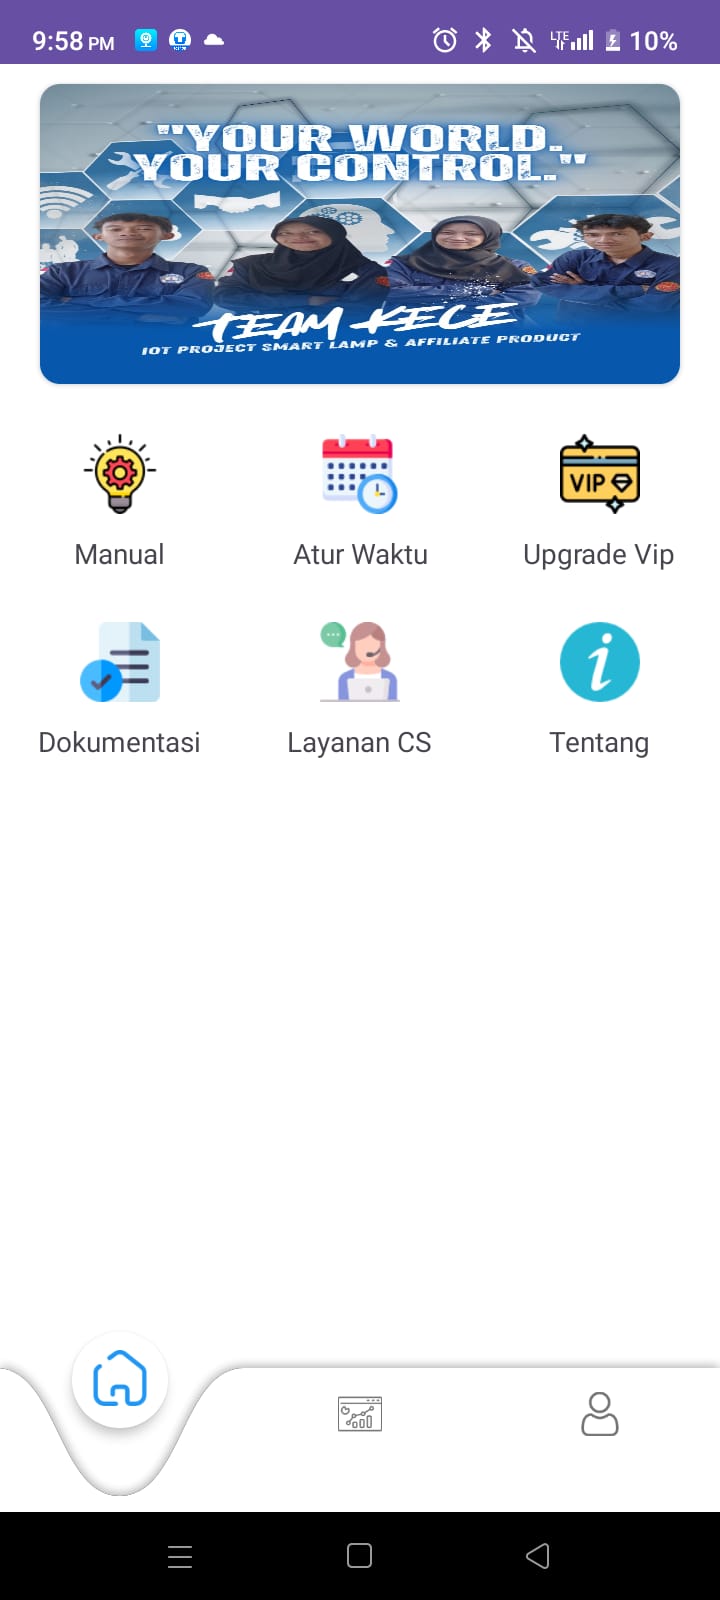 9:58 PM
LTE
10%
"YOUR WORLD.
YOUR CONTROL."
TEAM KECE
IOT PROJECT SMART LAMP & AFFILIATE PRODUCT
VIP
Manual
Atur Waktu
Upgrade Vip
Dokumentasi
Layanan CS
Tentang